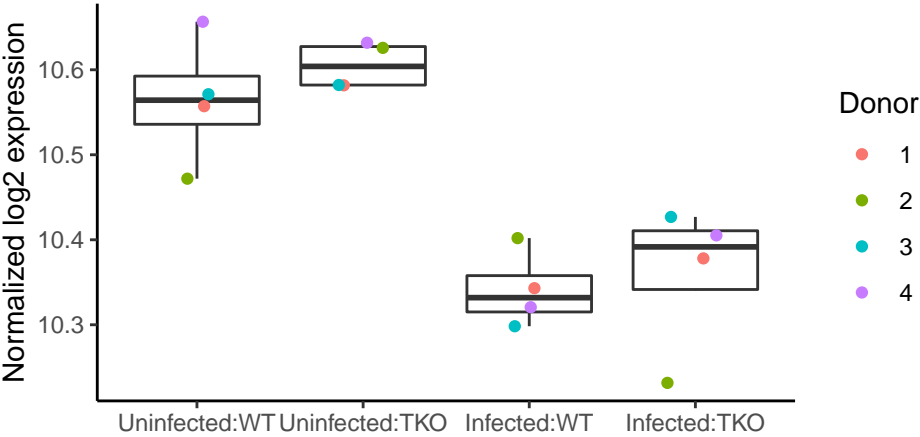 Normalized log2 expression
10.6
10.5
10.4
10.3
Uninfected:WT
Uninfected:TKO
Infected:WT
Infected:TKO
Donor
1
2
3
4